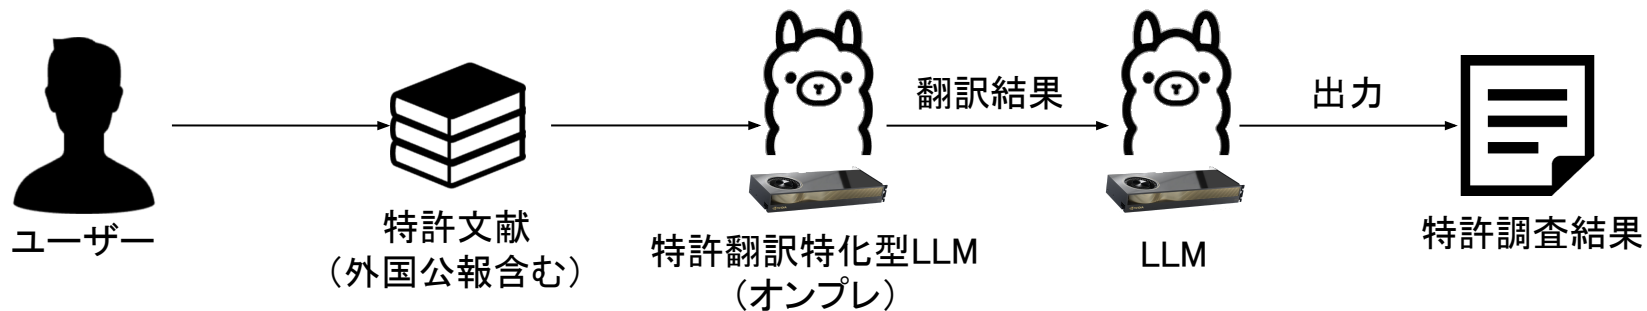 翻訳結果
出力
ユーザー
特許文献
（外国公報含む）
特許翻訳特化型LLM
（オンプレ）
LLM
特許調査結果